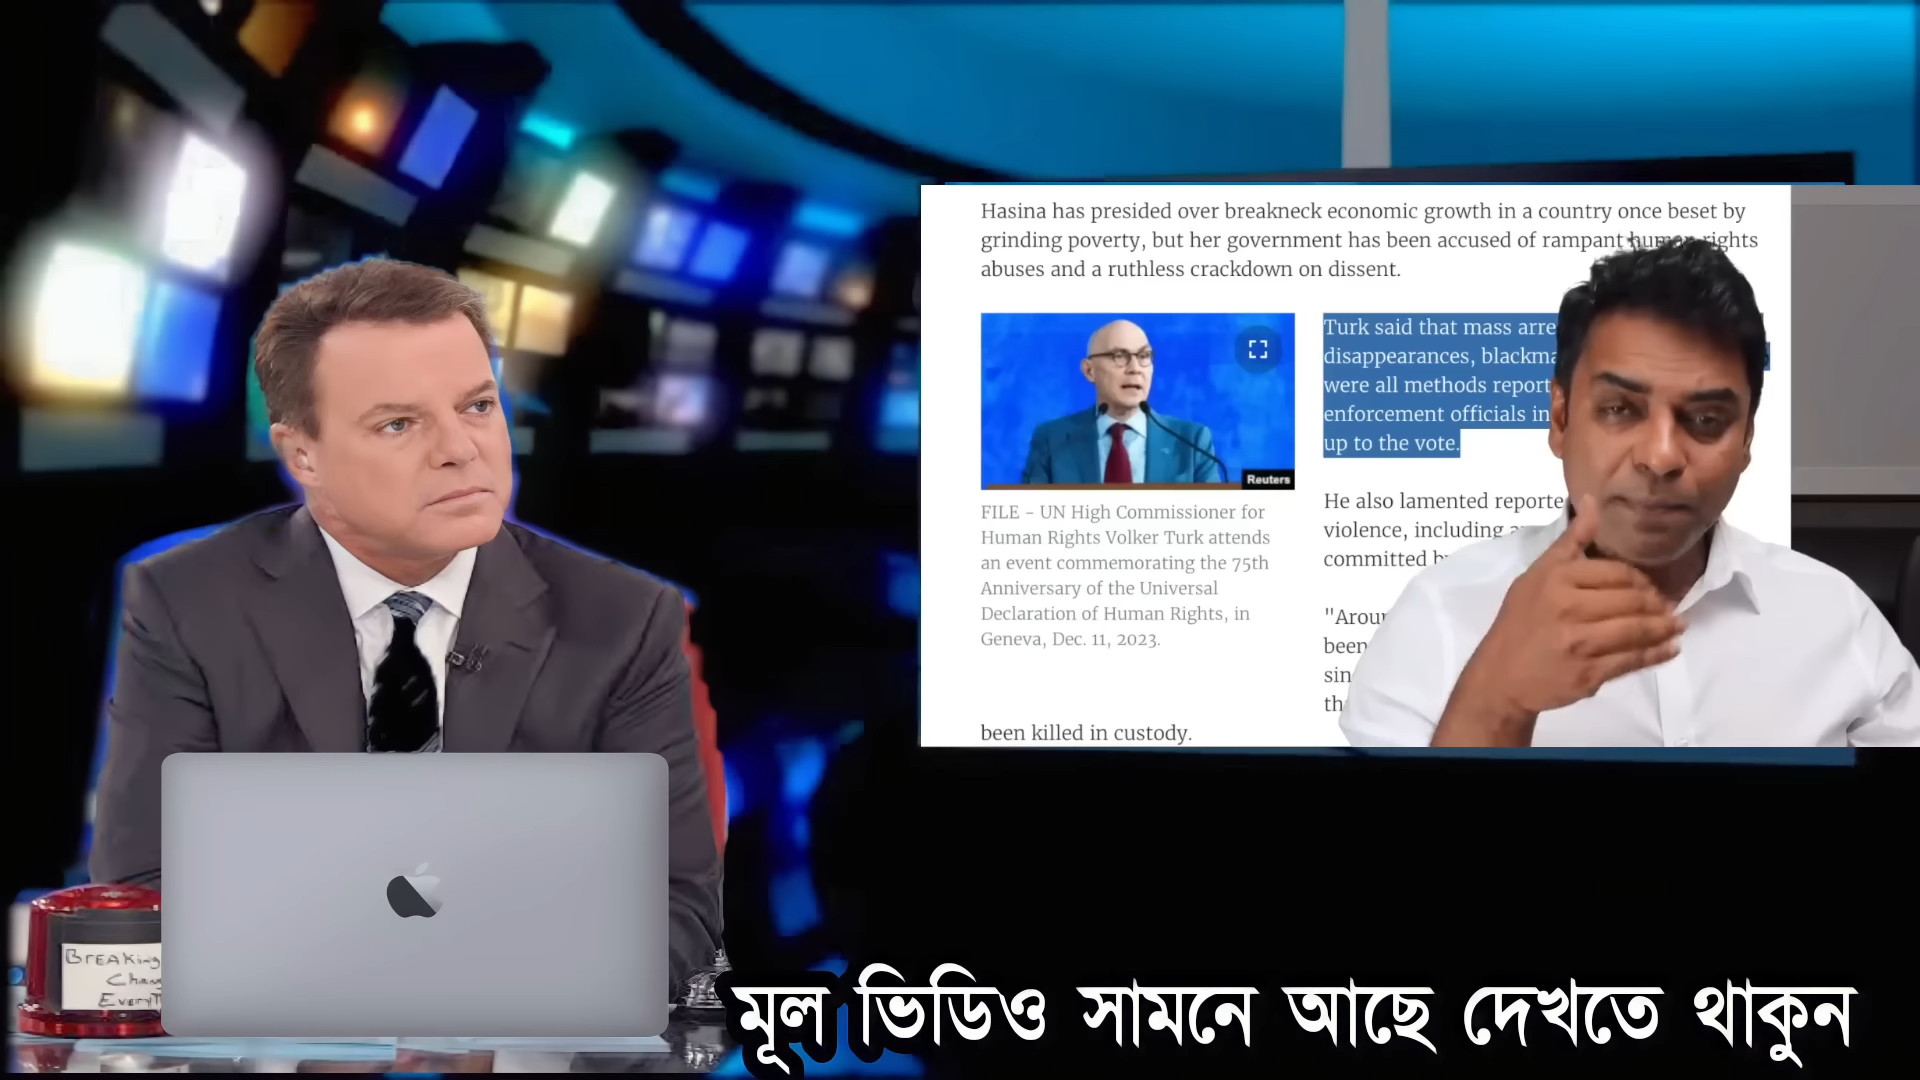 Hasina has presided over breakneck economic growth in a country once beset by
grinding poverty, but her government has been accused of rampant human rights
abuses and a ruthless crackdown on dissent.
Reuters
FILE - UN High Commissioner for
Human Rights Volker Turk attends
an event commemorating the 75th
Anniversary of the Universal
Declaration of Human Rights, in
Geneva, Dec. 11, 2023.
Turk said that mass
disappearances,
were all methods
enforcement officials in
up to the vote.
He also lamented
violence, including
committed
been
been killed in custody.
BreAking
মূল ভিডিও সামনে আছে দেখতে থাকুন